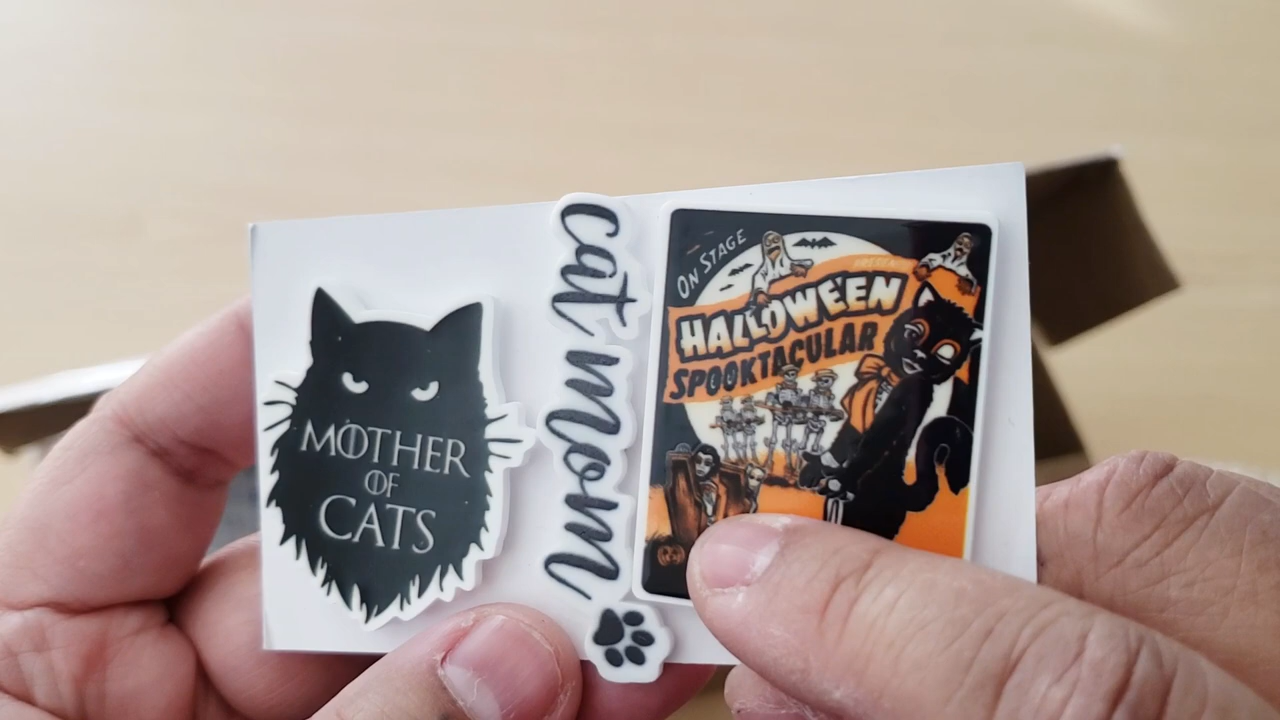 MOTHER
OF
CATS
cat mom
ON STAGE
HALLOWEEN
SPOOKTACULAR